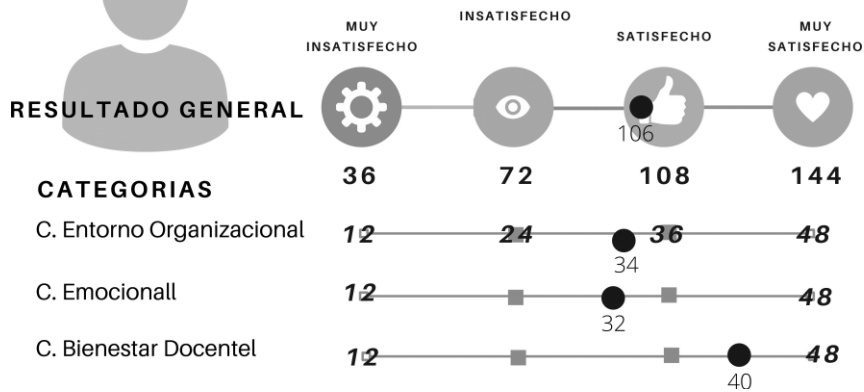 MUY
INSATISFECHO
INSATISFECHO
SATISFECHO
MUY
SATISFECHO
RESULTADO GENERAL
106
36 72 108 144
CATEGORIAS
C. Entorno Organizacional 12 24 36 48
34
C. Emocionall 12 48
32
C. Bienestar Docentel 12 48
40